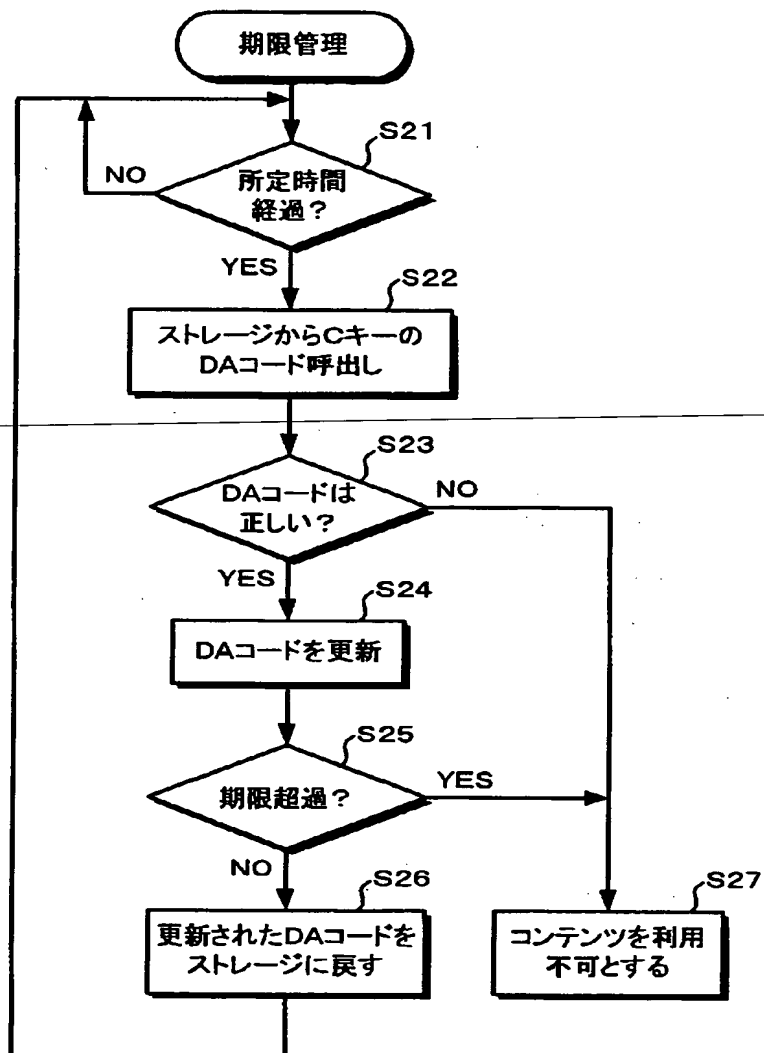 期限管理
S21
NO
所定時間
経過?
YES
S22
ストレージからCキーの
DAコード呼出し
S23
DAコードは
正しい?
NO
YES
S24
DAコードを更新
S25
期限超過?
YES
NO
S26
更新されたDAコードを
ストレージに戻す
S27
コンテンツを利用
不可とする